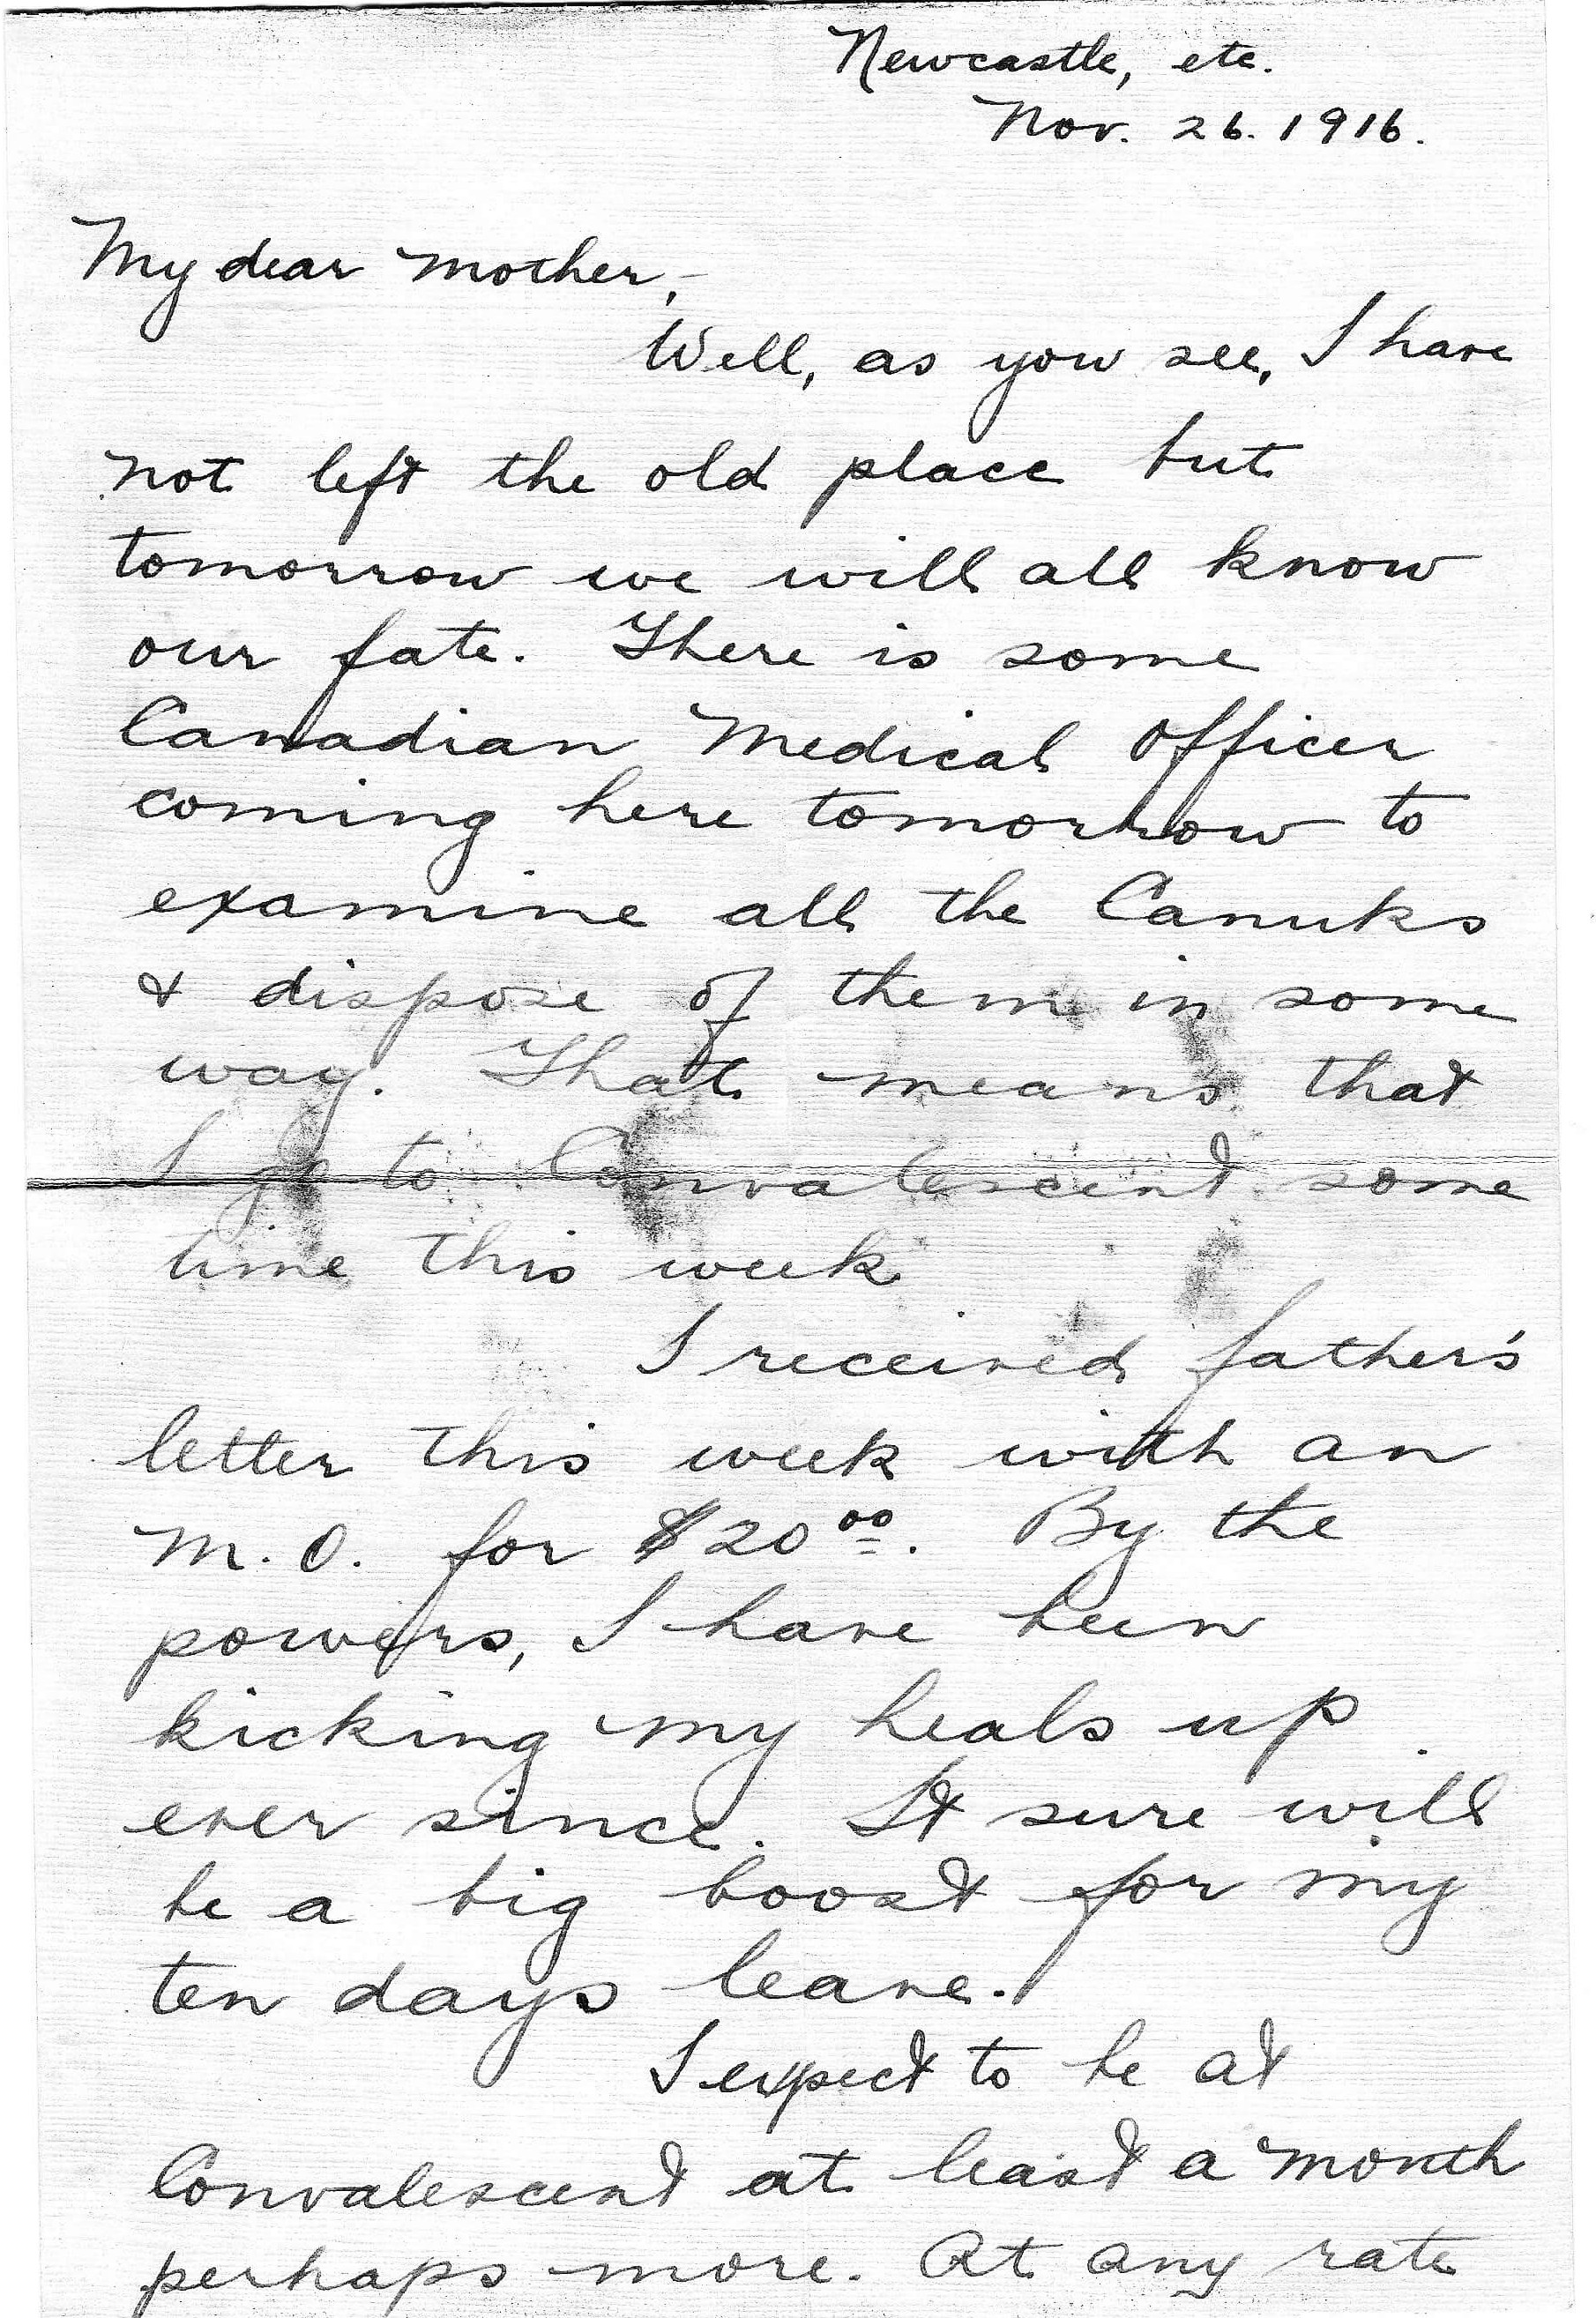 Newcastle, etc.
Nov. 26. 1916.
My dear mother,-
Well, as you see, I have
not left the old place but
tomorrow we will all know
our fate. There is some
Canadian Medical Officer
coming here tomorrow to
examine all the Canuks
& dispose of them in some
way. That means that
I go to Convalescent some
time this week
I received father's
letter this week with an
M. O. for $20 00. By the
powers, I have been
kicking my heals up
ever since. It sure will
be a big boost for my
ten days leave.
I expect to be at
Convalescent at least a month
perhaps more. At any rate